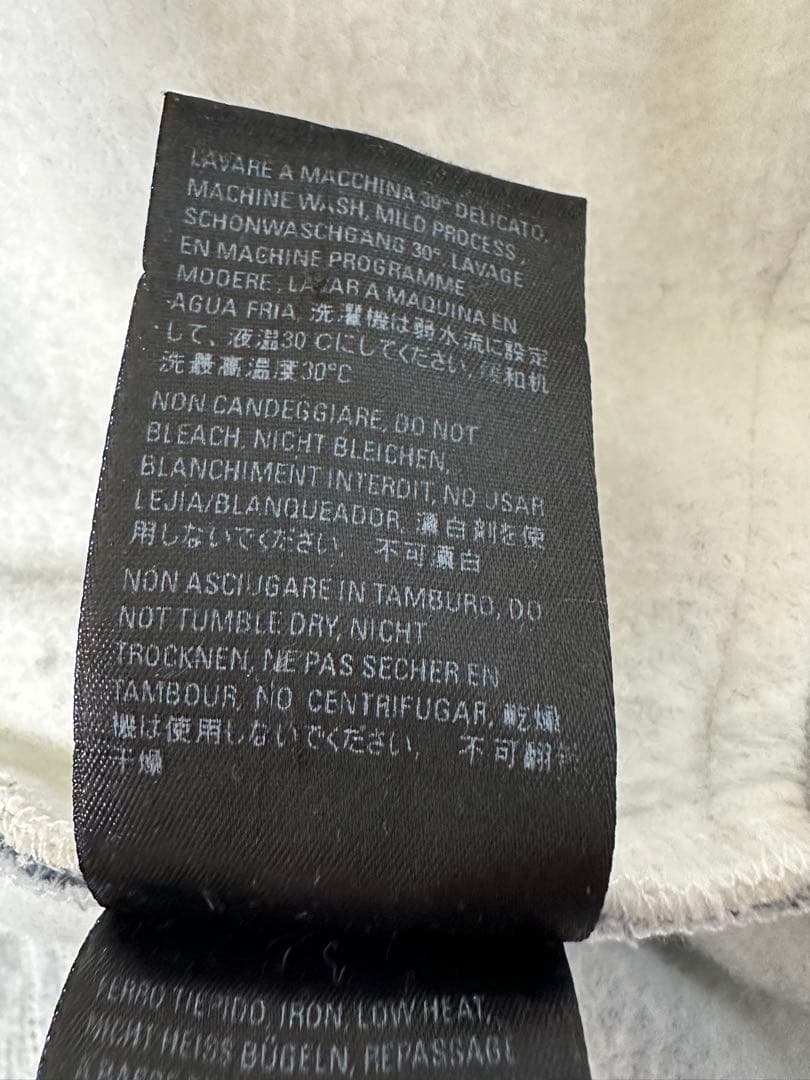 LAVARE A MACCHINA 30° DELICATO,
MACHINE WASH, MILD PROCESS,
SCHONWASCHGANG 30°, LAVAGE
EN MACHINE PROGRAMME
MODERE, LAVAR A MAQUINA EN
AGUA FRIA, 洗濯機は弱水流に設定
して、液温30℃にしてください, 缓和机
洗最高温度30°C
NON CANDEGGIARE, DO NOT
BLEACH, NICHT BLEICHEN,
BLANCHIMENT INTERDIT, NO USAR
LEJIA/BLANQUEADOR, 漂白剤を使
用しないでください, 不可漂白
NON ASCIUGARE IN TAMBURO, DO
NOT TUMBLE DRY, NICHT
TROCKNEN, NE PAS SECHER EN
TAMBOUR, NO CENTRIFUGAR, 乾燥
機は使用しないでください, 不可翻转
干燥
FERRO TIEPIDO, IRON, LOW HEAT,
NICHT HEISS BÜGELN, REPASSAGE